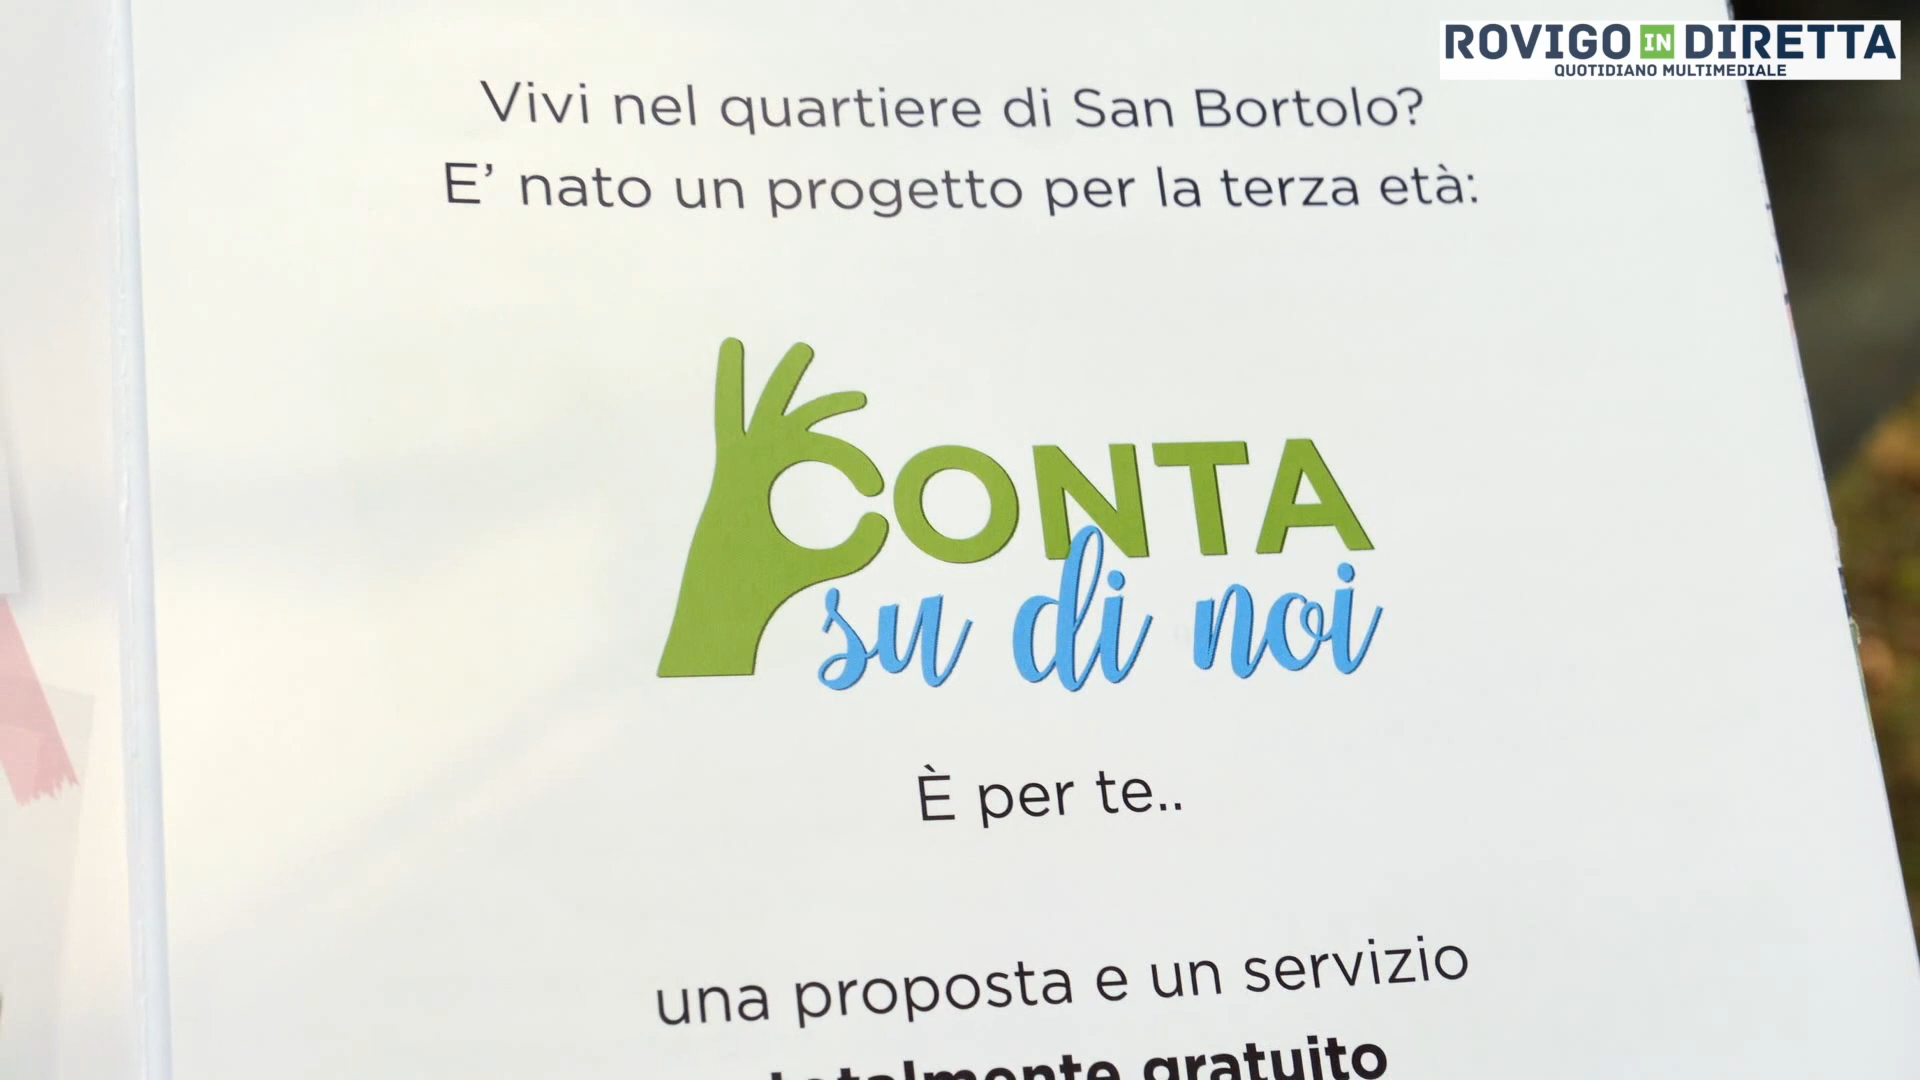 ROVIGO IN DIRETTA
QUOTIDIANO MULTIMEDIALE
Vivi nel quartiere di San Bortolo?
E' nato un progetto per la terza età:
CONTA
su di noi
È per te..
una proposta e un servizio
totalmente gratuito